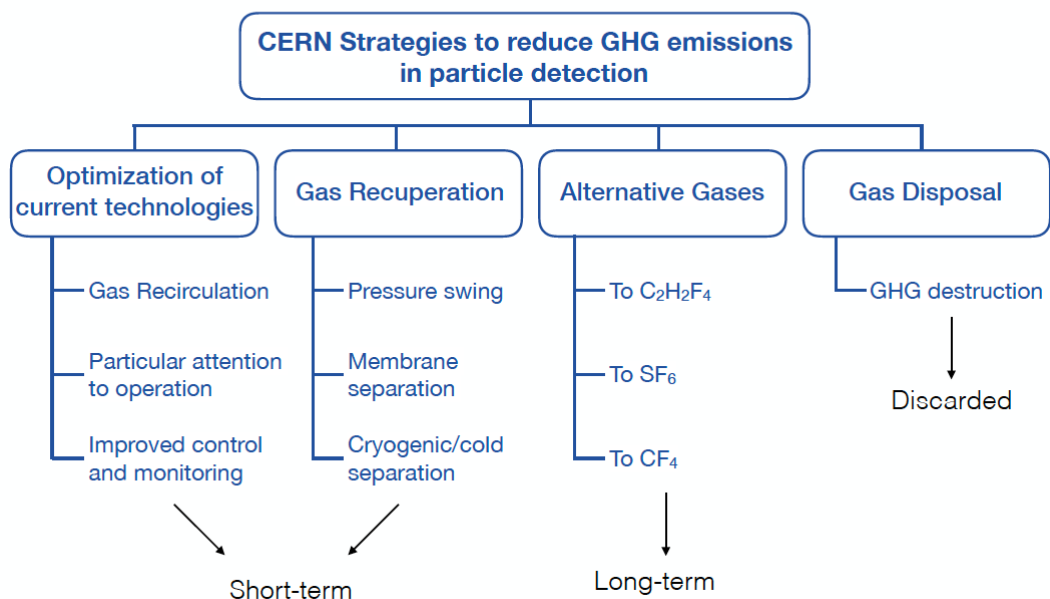 CERN Strategies to reduce GHG emissions
in particle detection
Optimization of
current technologies
Gas Recirculation
Particular attention
to operation
Improved control
and monitoring
Gas Recuperation
Pressure swing
Membrane
separation
Cryogenic/cold
separation
Short-term
Alternative Gases
To C₂H₂F₄
To SF₆
To CF₄
Long-term
Gas Disposal
GHG destruction
Discarded